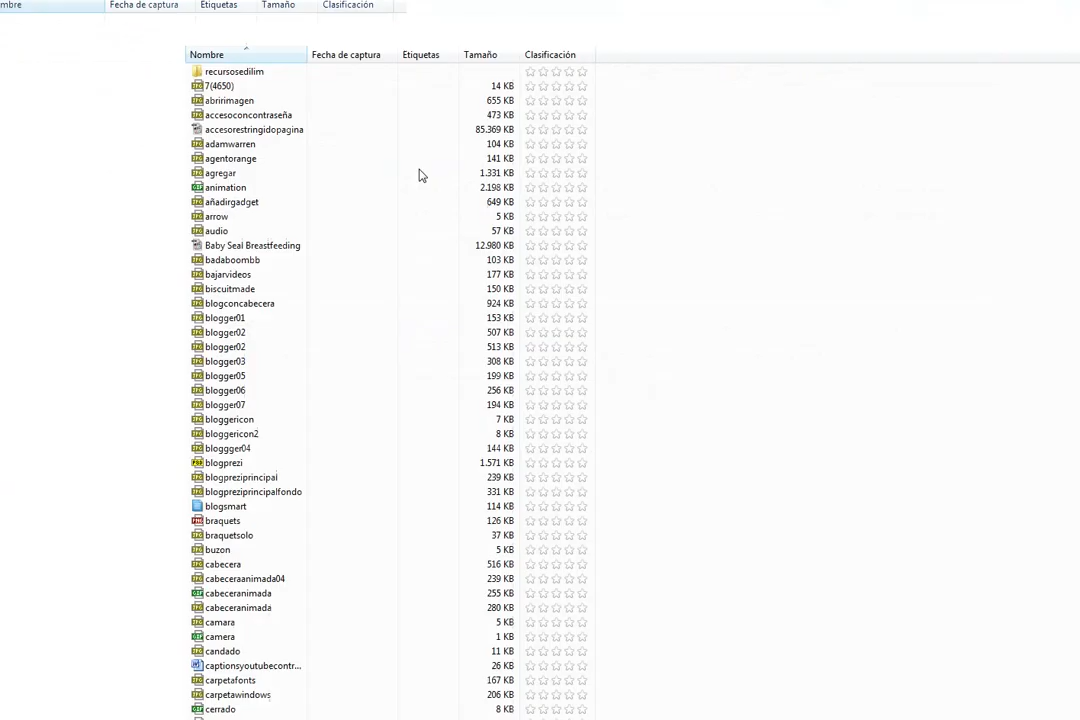 mbre Fecha de captura Etiquetas Tamaño Clasificación
Nombre Fecha de captura Etiquetas Tamaño Clasificación
recursosedilim
7(4650) 14 KB
abririmagen 655 KB
accesoconcontraseña 473 KB
accesorestringidopagina 85.369 KB
adamwarren 104 KB
agentorange 141 KB
agregar 1.331 KB
animation 2.198 KB
añadirgadget 649 KB
arrow 5 KB
audio 57 KB
Baby Seal Breastfeeding 12.980 KB
badaboombb 103 KB
bajarvideos 177 KB
biscuitmade 150 KB
blogconcabecera 924 KB
blogger01 153 KB
blogger02 507 KB
blogger02 513 KB
blogger03 308 KB
blogger05 199 KB
blogger06 256 KB
blogger07 194 KB
bloggericon 7 KB
bloggericon2 8 KB
bloggger04 144 KB
blogprezi 1.571 KB
blogpreziprincipal 239 KB
blogpreziprincipalfondo 331 KB
blogsmart 114 KB
braquets 126 KB
braquetsolo 37 KB
buzon 5 KB
cabecera 516 KB
cabeceraanimada04 239 KB
cabeceranimada 255 KB
cabeceranimada 280 KB
camara 5 KB
camera 1 KB
candado 11 KB
captionsyoutubecontr... 26 KB
carpetafonts 167 KB
carpetawindows 206 KB
cerrado 8 KB